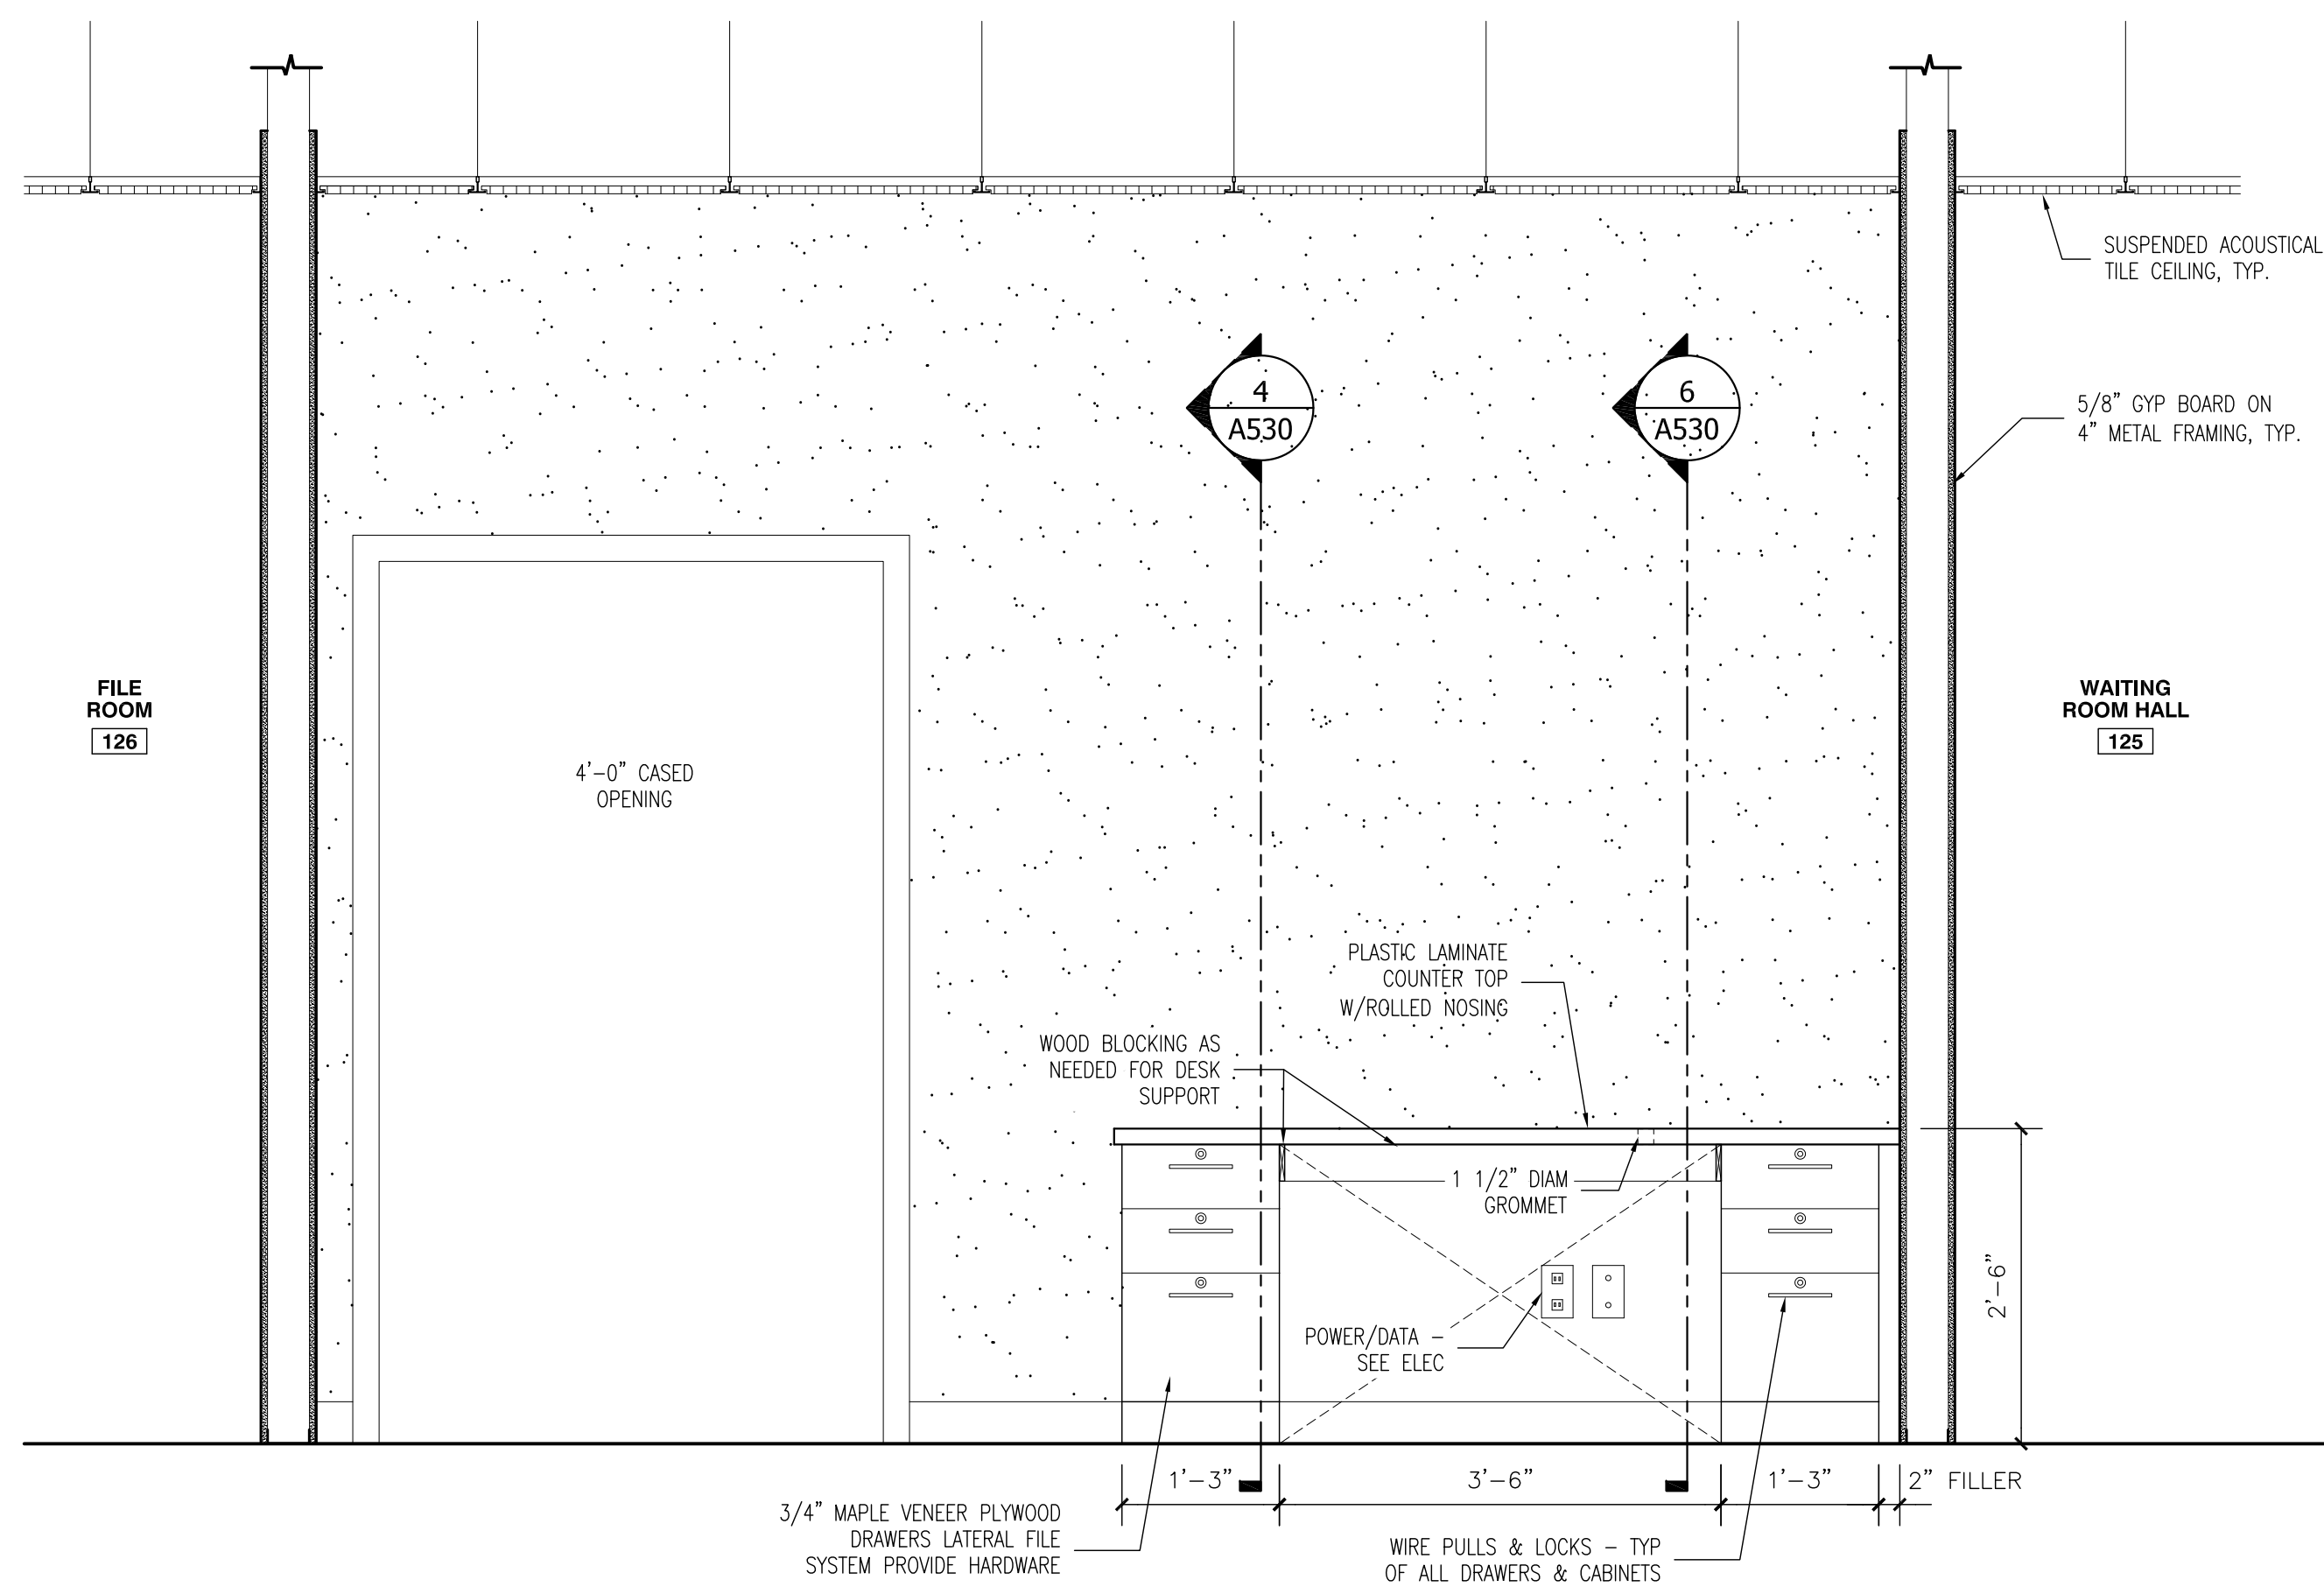 SUSPENDED ACOUSTICAL
TILE CEILING, TYP.
4
A530
6
A530
5/8” GYP BOARD ON
4” METAL FRAMING, TYP.
FILE
ROOM
126
4’-0” CASED
OPENING
WAITING
ROOM HALL
125
PLASTIC LAMINATE
COUNTER TOP
W/ROLLED NOSING
WOOD BLOCKING AS
NEEDED FOR DESK
SUPPORT
1 1/2” DIAM
GROMMET
2’-6”
POWER/DATA -
SEE ELEC
1’-3”
3’-6”
1’-3”
2” FILLER
3/4” MAPLE VENEER PLYWOOD
DRAWERS LATERAL FILE
SYSTEM PROVIDE HARDWARE
WIRE PULLS & LOCKS - TYP
OF ALL DRAWERS & CABINETS